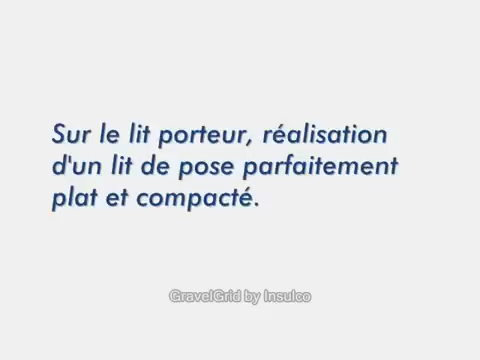 Sur le lit porteur, réalisation
d'un lit de pose parfaitement
plat et compacté.
GravelGrid by Insulco